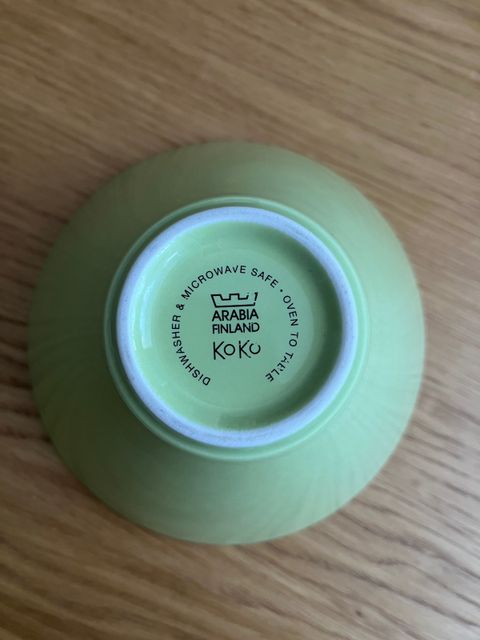 DISHWASHER & MICROWAVE SAFE • OVEN TO TABLE
ARABIA
FINLAND
KoKo